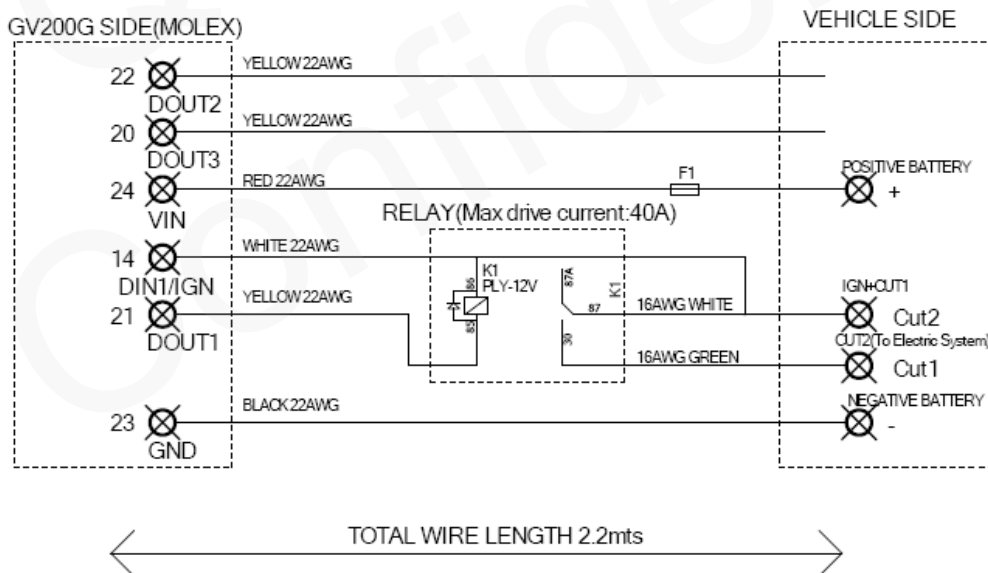 Confidential
GV200G SIDE(MOLEX)
VEHICLE SIDE
22
YELLOW 22AWG
DOUT2
20
YELLOW 22AWG
DOUT3
24
RED 22AWG
F1
POSITIVE BATTERY
+
VIN
RELAY(Max drive current:40A)
14
WHITE 22AWG
DIN1/IGN
86
K1
PLY-12V
87A
K1
IGN+CUT1
21
YELLOW 22AWG
85
87
16AWG WHITE
Cut2
DOUT1
30
16AWG GREEN
CUT2(To Electric System)
Cut1
23
BLACK 22AWG
NEGATIVE BATTERY
-
GND
TOTAL WIRE LENGTH 2.2mts